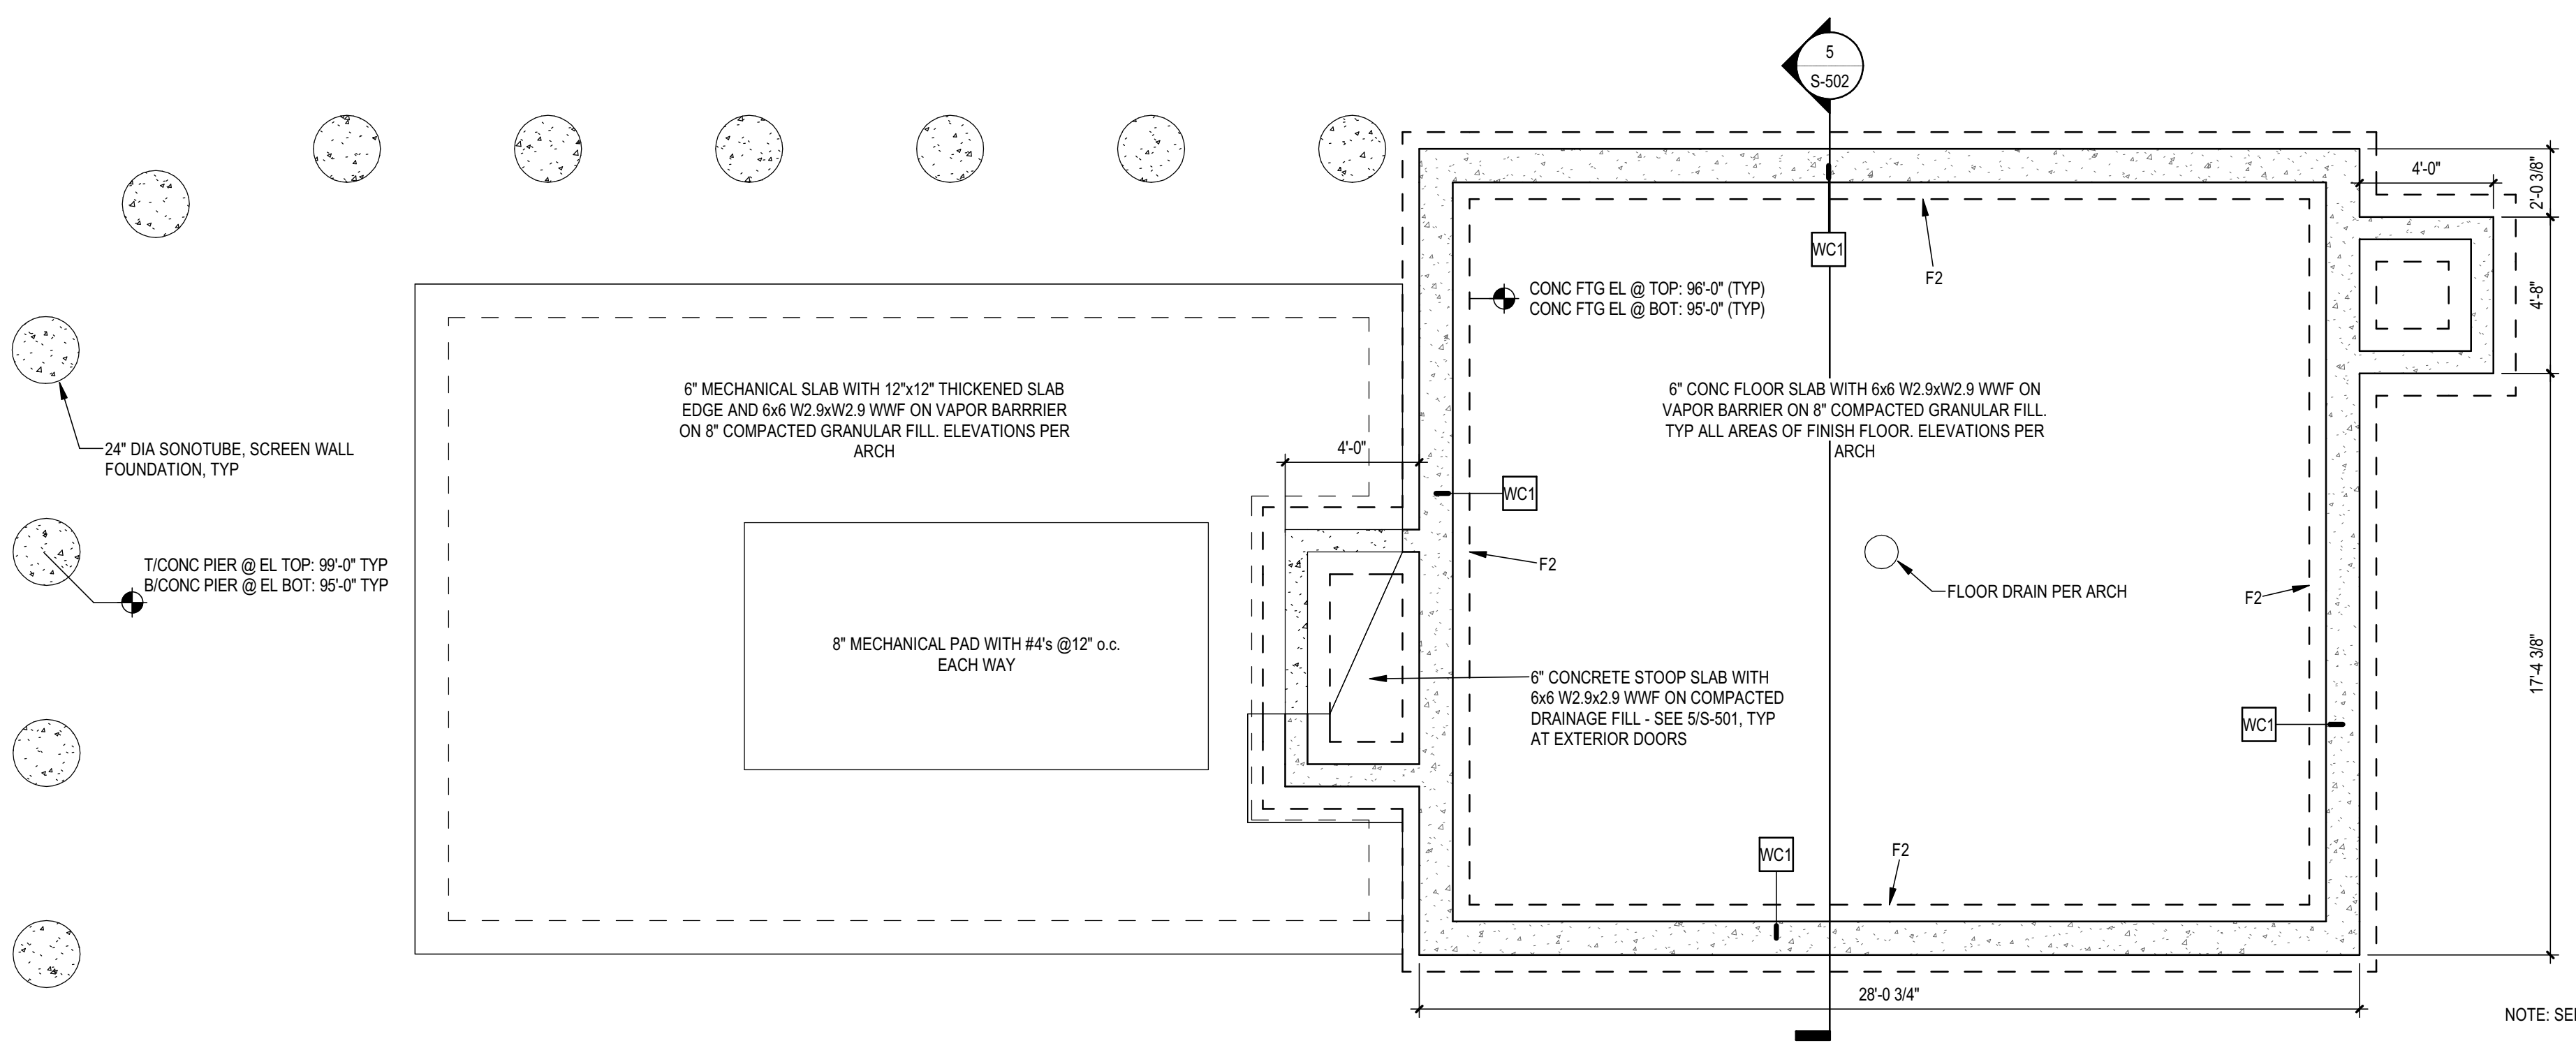 5
S-502
4'-0"
2'-0 3/8"
WC1
F2
4'-8"
CONC FTG EL @ TOP: 96'-0" (TYP)
CONC FTG EL @ BOT: 95'-0" (TYP)
6" MECHANICAL SLAB WITH 12"x12" THICKENED SLAB
EDGE AND 6x6 W2.9xW2.9 WWF ON VAPOR BARRRIER
ON 8" COMPACTED GRANULAR FILL. ELEVATIONS PER
ARCH
6" CONC FLOOR SLAB WITH 6x6 W2.9xW2.9 WWF ON
VAPOR BARRIER ON 8" COMPACTED GRANULAR FILL.
TYP ALL AREAS OF FINISH FLOOR. ELEVATIONS PER
ARCH
24" DIA SONOTUBE, SCREEN WALL
FOUNDATION, TYP
4'-0"
WC1
T/CONC PIER @ EL TOP: 99'-0" TYP
B/CONC PIER @ EL BOT: 95'-0" TYP
F2
FLOOR DRAIN PER ARCH
F2
8" MECHANICAL PAD WITH #4's @12" o.c.
EACH WAY
6" CONCRETE STOOP SLAB WITH
6x6 W2.9x2.9 WWF ON COMPACTED
DRAINAGE FILL - SEE 5/S-501, TYP
AT EXTERIOR DOORS
17'-4 3/8"
WC1
WC1
F2
28'-0 3/4"
NOTE: SE